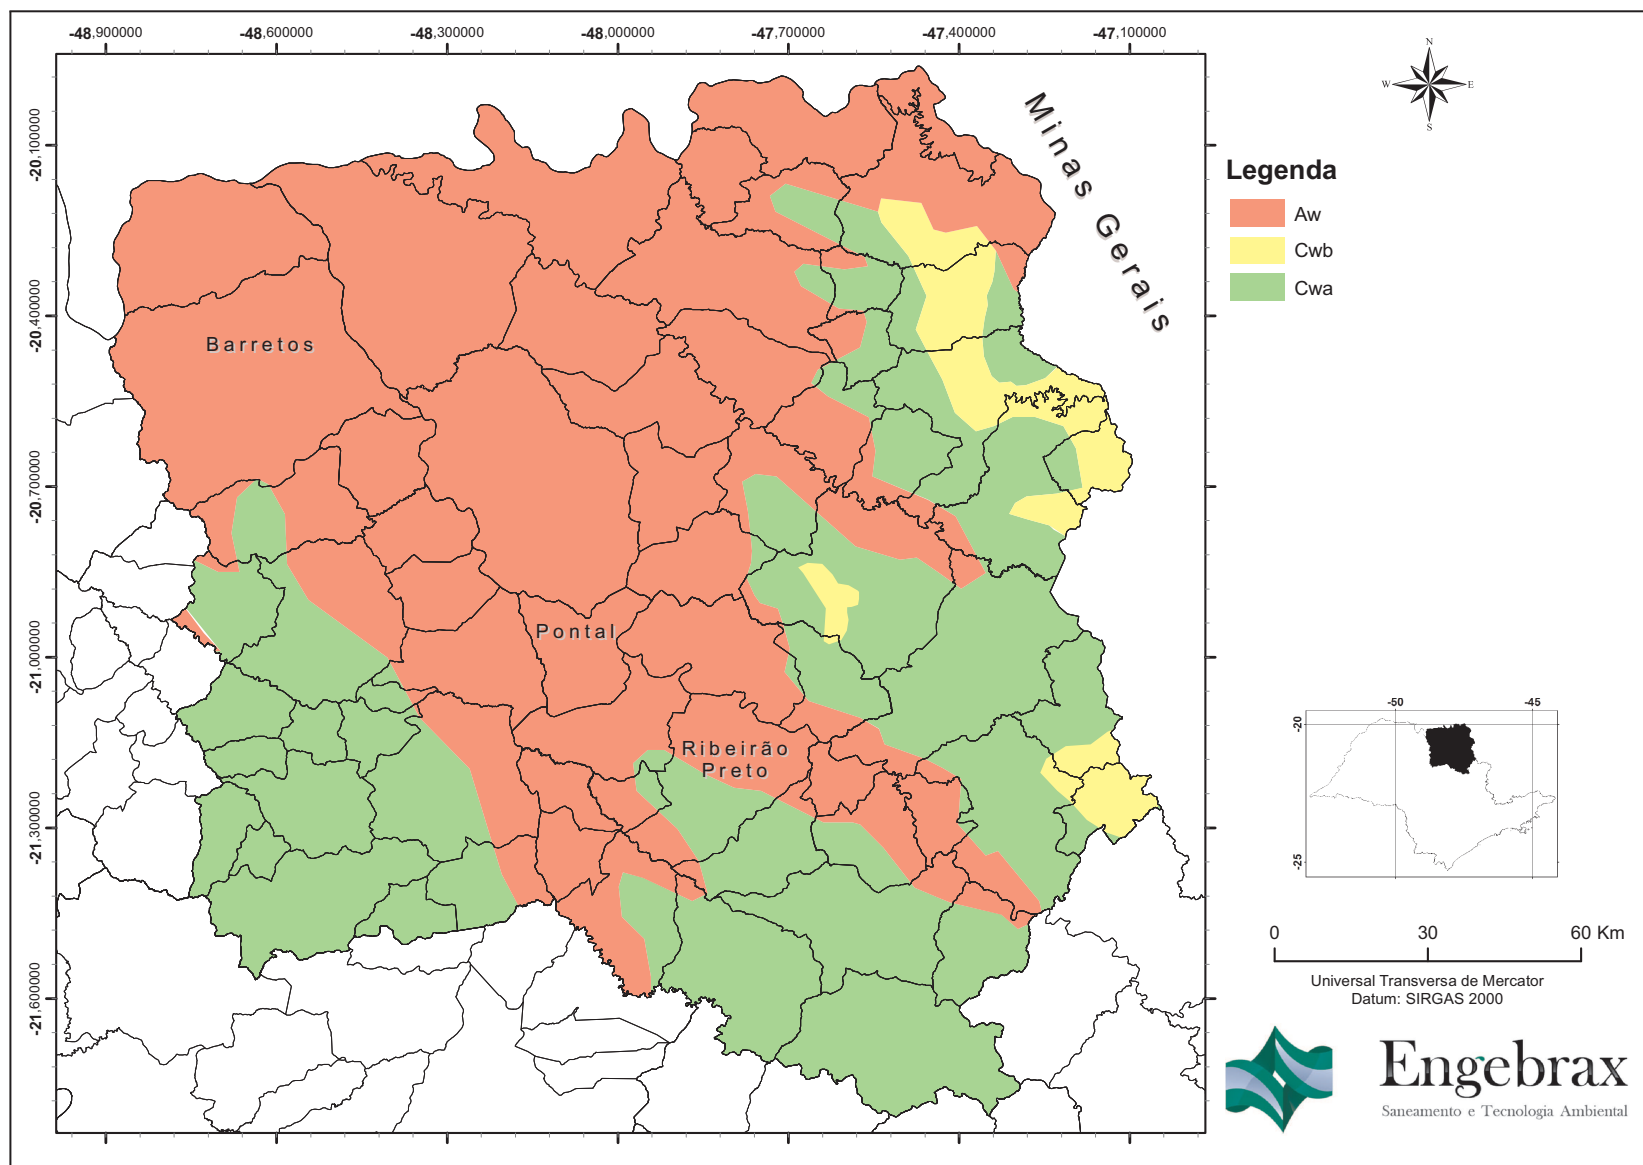 -48,900000 -48,600000 -48,300000 -48,000000 -47,700000 -47,400000 -47,100000
-20,100000
-20,400000
-20,700000
-21,000000
-21,300000
-21,600000
Minas Gerais
Barretos
Pontal
Ribeirão
Preto
N
W E
S
Legenda
Aw
Cwb
Cwa
-50 -45
-20
-25
0 30 60 Km
Universal Transversa de Mercator
Datum: SIRGAS 2000
Engebrax
Saneamento e Tecnologia Ambiental